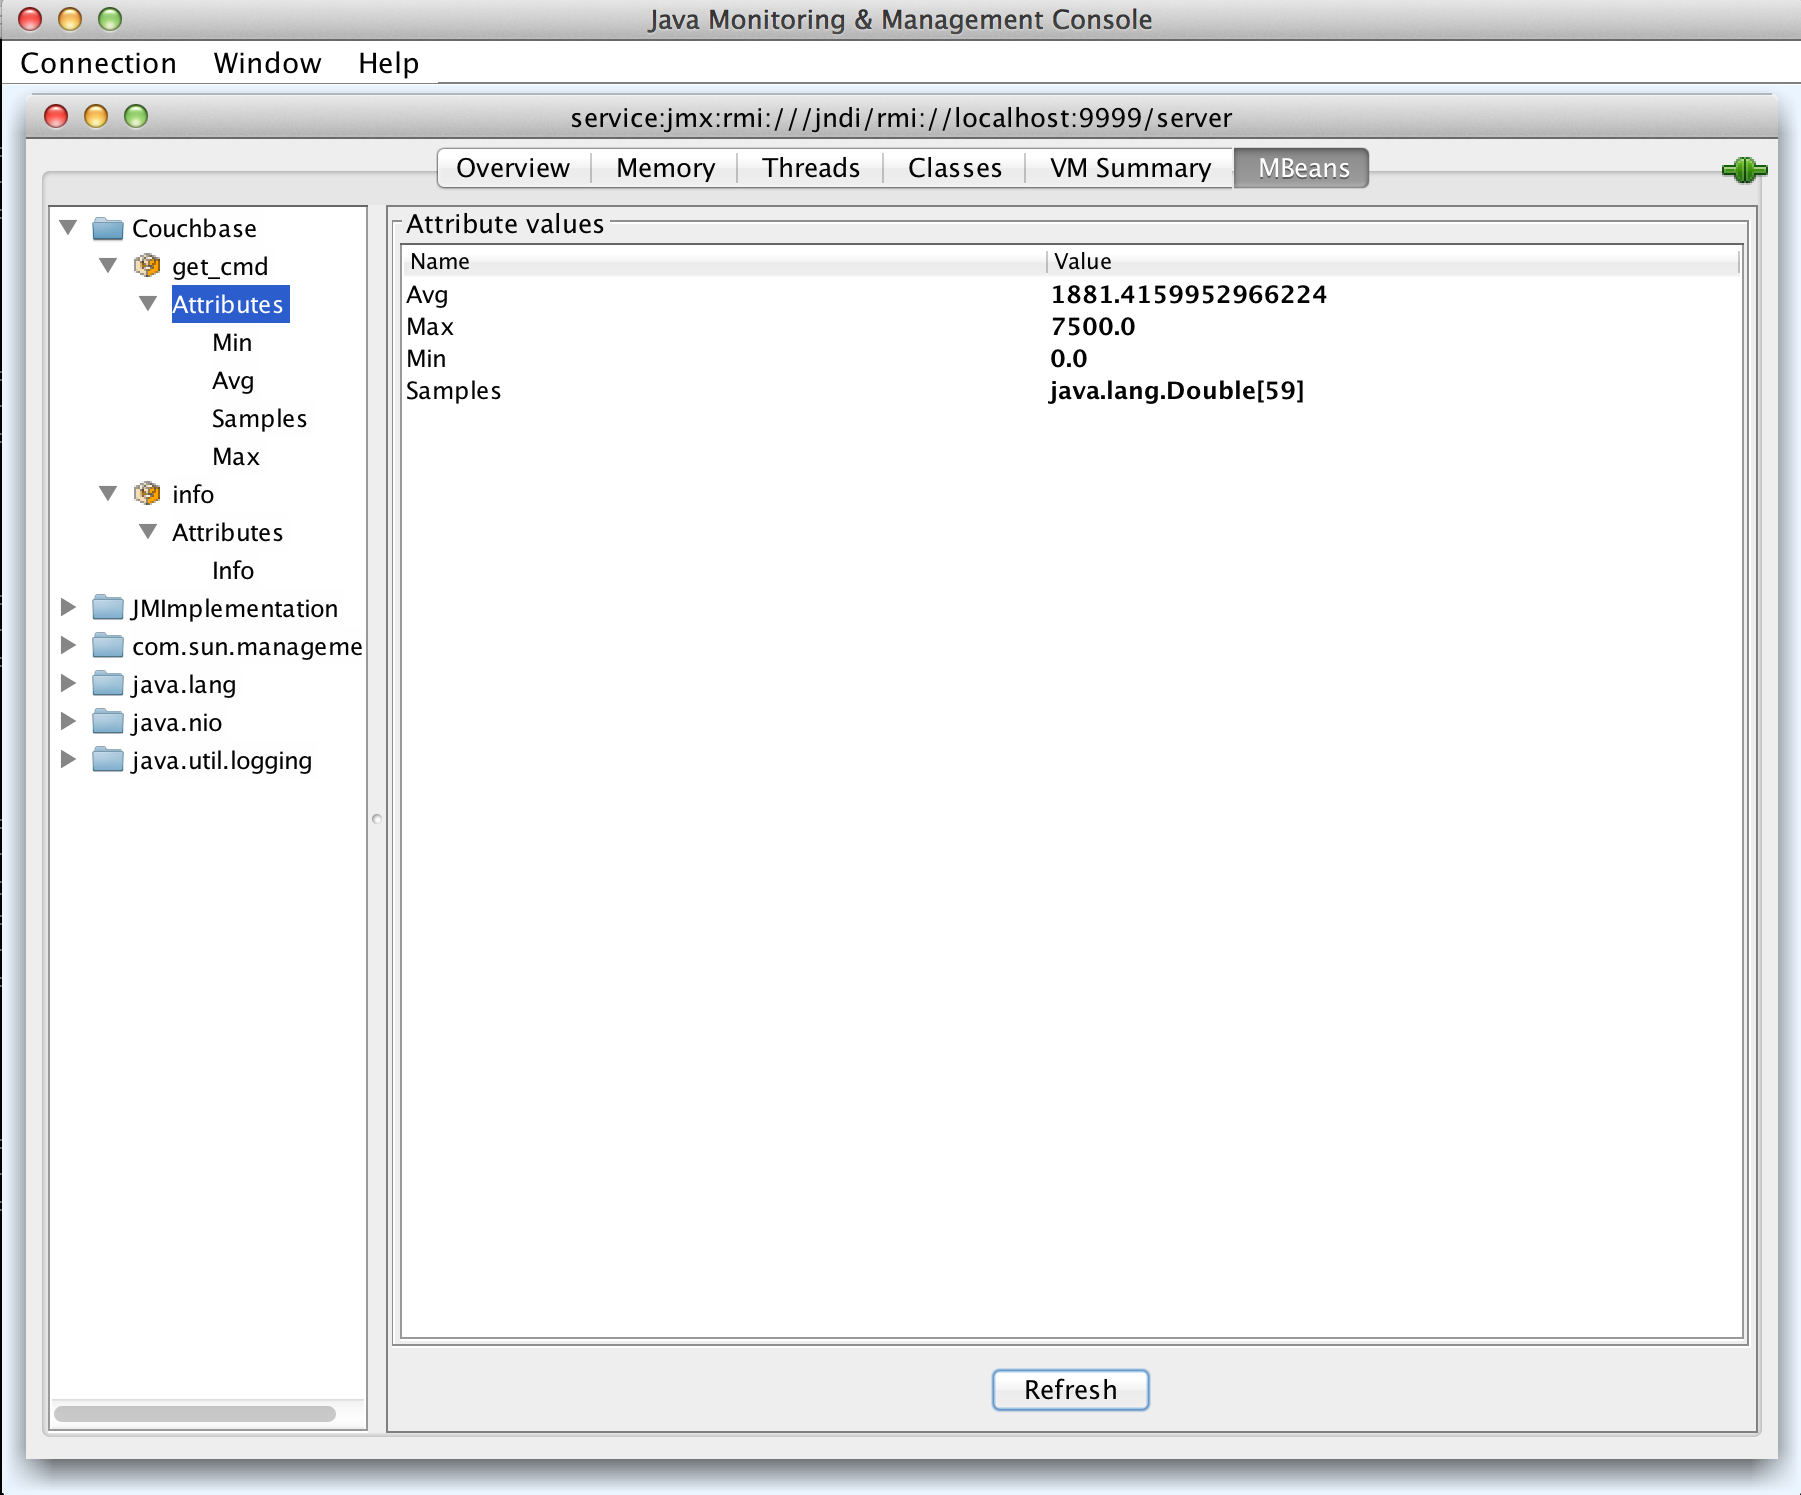 Java Monitoring & Management Console
Connection Window Help
service:jmx:rmi:///jndi/rmi://localhost:9999/server
Overview Memory Threads Classes VM Summary MBeans
Couchbase
get_cmd
Attributes
Min
Avg
Samples
Max
info
Attributes
Info
JMImplementation
com.sun.manageme
java.lang
java.nio
java.util.logging
Attribute values
Name Value
Avg 1881.4159952966224
Max 7500.0
Min 0.0
Samples java.lang.Double[59]
Refresh